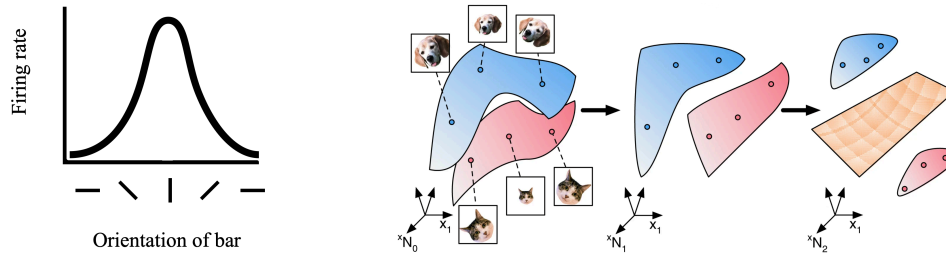 Firing rate
Orientation of bar
x₁
ˣN₀
x₁
ˣN₁
x₁
ˣN₂